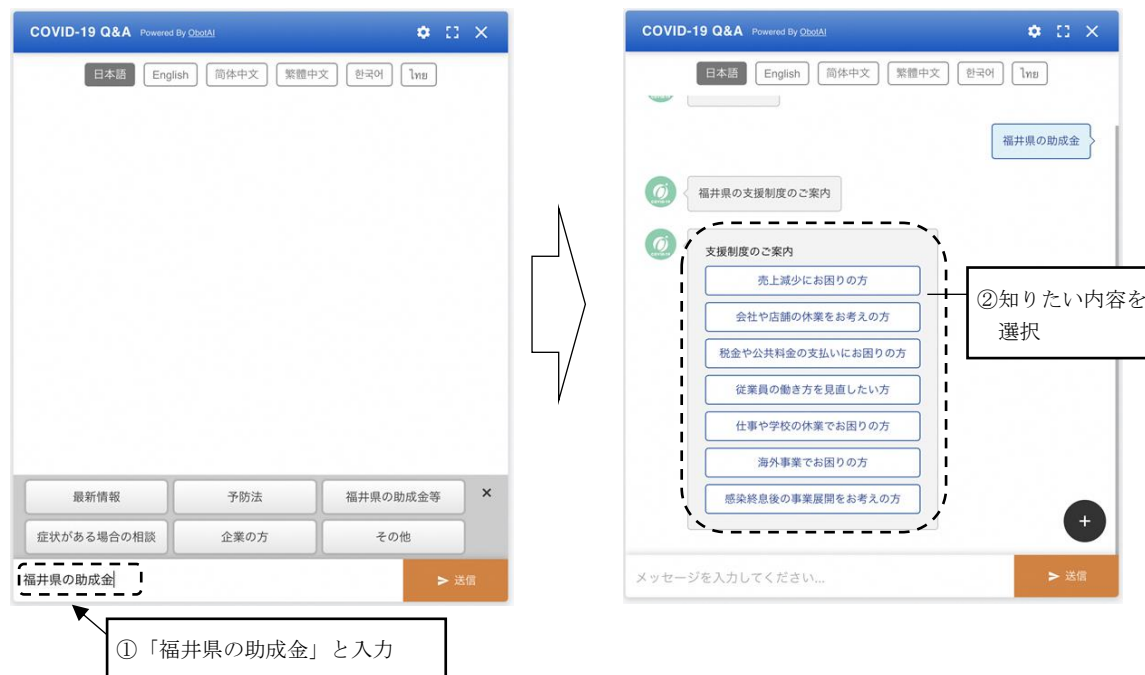 COVID-19 Q&A Powered By ObotAI
日本語 English 简体中文 繁體中文 한국어 ไทย
最新情報 予防法 福井県の助成金等 ×
症状がある場合の相談 企業の方 その他
福井県の助成金 送信
①「福井県の助成金」と入力
COVID-19 Q&A Powered By ObotAI
日本語 English 简体中文 繁體中文 한국어 ไทย
福井県の助成金
福井県の支援制度のご案内
支援制度のご案内
売上減少にお困りの方
会社や店舗の休業をお考えの方
税金や公共料金の支払いにお困りの方
従業員の働き方を見直したい方
仕事や学校の休業でお困りの方
海外事業でお困りの方
感染終息後の事業展開をお考えの方
メッセージを入力してください... 送信
②知りたい内容を
選択